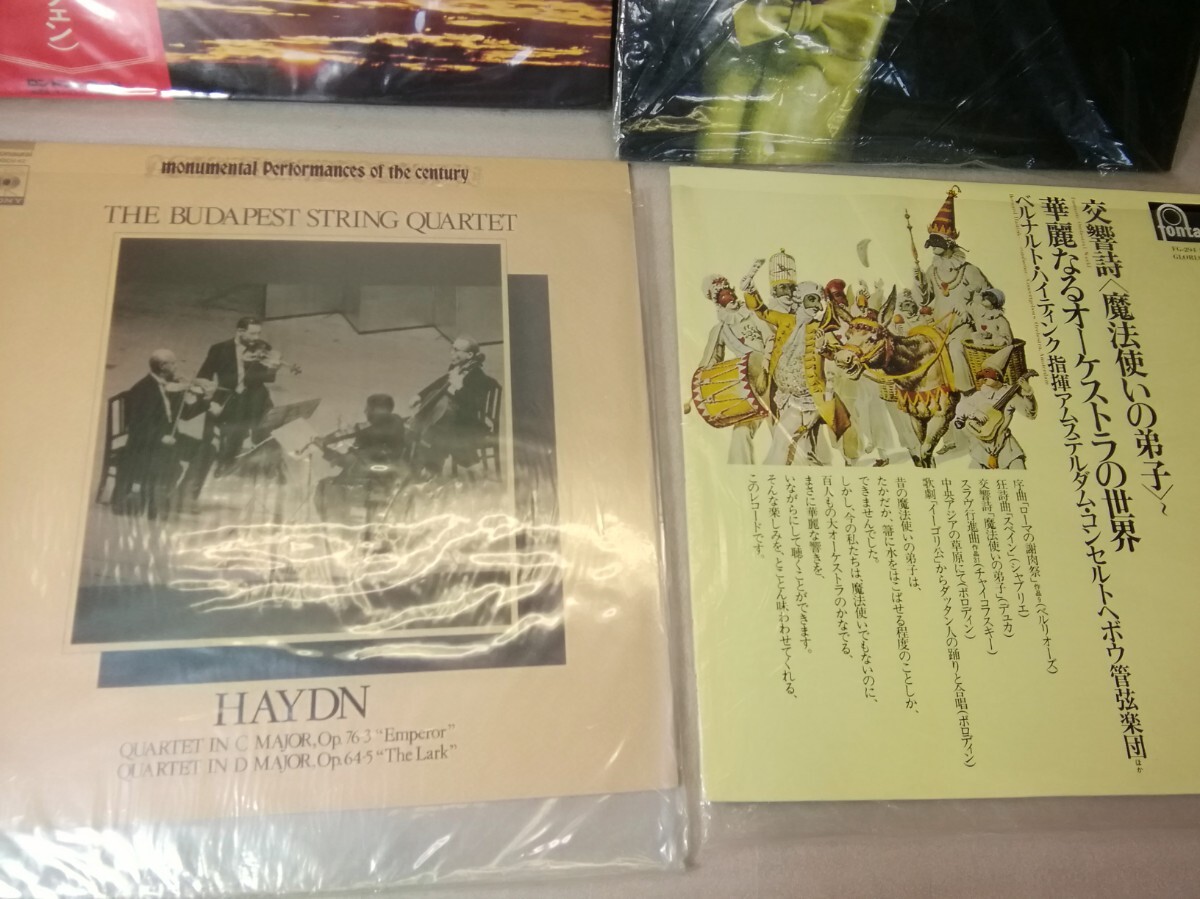 ェン)
monumental Performances of the century
THE BUDAPEST STRING QUARTET
HAYDN
QUARTET IN C MAJOR, Op. 76-3 "Emperor"
QUARTET IN D MAJOR, Op. 64-5 "The Lark"
fonta
交響詩〈魔法使いの弟子〉〜
華麗なるオーケストラの世界
ベルナルト・ハイティンク指揮アムステルダム・コンセルトヘボウ管弦楽団ほか
序曲「ローマの謝肉祭」作品9(ベルリオーズ)
狂詩曲「スペイン」(シャブリエ)
交響詩「魔法使いの弟子」(デュカ)
スラヴ行進曲 作品31(チャイコフスキー)
中央アジアの草原にて(ボロディン)
歌劇「イーゴリ公」からダッタン人の踊りと合唱(ボロディン)
昔の魔法使いの弟子は、
たかだか、箒に水をはこばせる程度のことしか、
できませんでした。
しかし、今の私たちは、魔法使いでもないのに、
百人もの大オーケストラのかなでる、
まさに華麗な響きを、
いながらにして聴くことができます。
そんな楽しみを、とことん味わわせてくれる、
このレコードです。